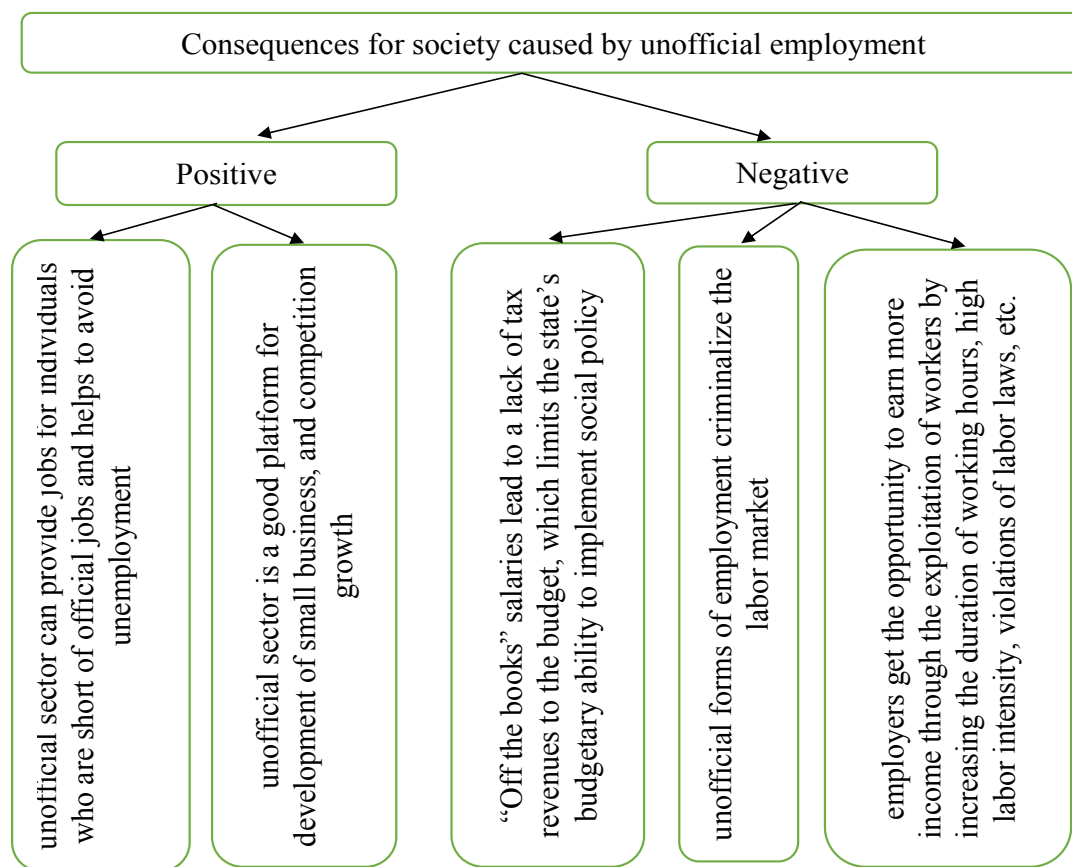 Consequences for society caused by unofficial employment
Positive
Negative
unofficial sector can provide jobs for individuals
who are short of official jobs and helps to avoid
unemployment
unofficial sector is a good platform for
development of small business, and competition
growth
“Off the books” salaries lead to a lack of tax
revenues to the budget, which limits the state’s
budgetary ability to implement social policy
unofficial forms of employment criminalize the
labor market
employers get the opportunity to earn more
income through the exploitation of workers by
increasing the duration of working hours, high
labor intensity, violations of labor laws, etc.